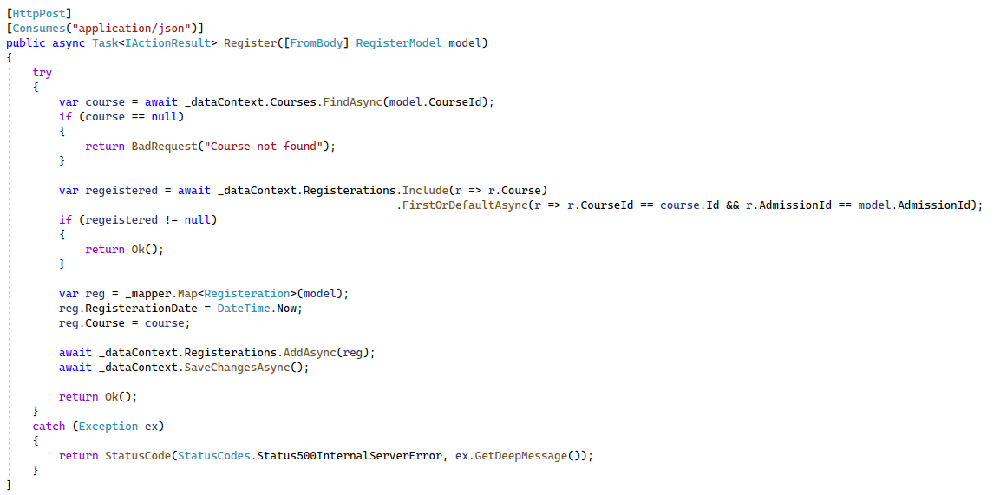 [HttpPost]
[Consumes("application/json")]
public async Task<IActionResult> Register([FromBody] RegisterModel model)
{
    try
    {
        var course = await _dataContext.Courses.FindAsync(model.CourseId);
        if (course == null)
        {
            return BadRequest("Course not found");
        }

        var regeistered = await _dataContext.Registerations.Include(r => r.Course)
                                                           .FirstOrDefaultAsync(r => r.CourseId == course.Id && r.AdmissionId == model.AdmissionId);
        if (regeistered != null)
        {
            return Ok();
        }

        var reg = _mapper.Map<Registeration>(model);
        reg.RegisterationDate = DateTime.Now;
        reg.Course = course;

        await _dataContext.Registerations.AddAsync(reg);
        await _dataContext.SaveChangesAsync();

        return Ok();
    }
    catch (Exception ex)
    {
        return StatusCode(StatusCodes.Status500InternalServerError, ex.GetDeepMessage());
    }
}